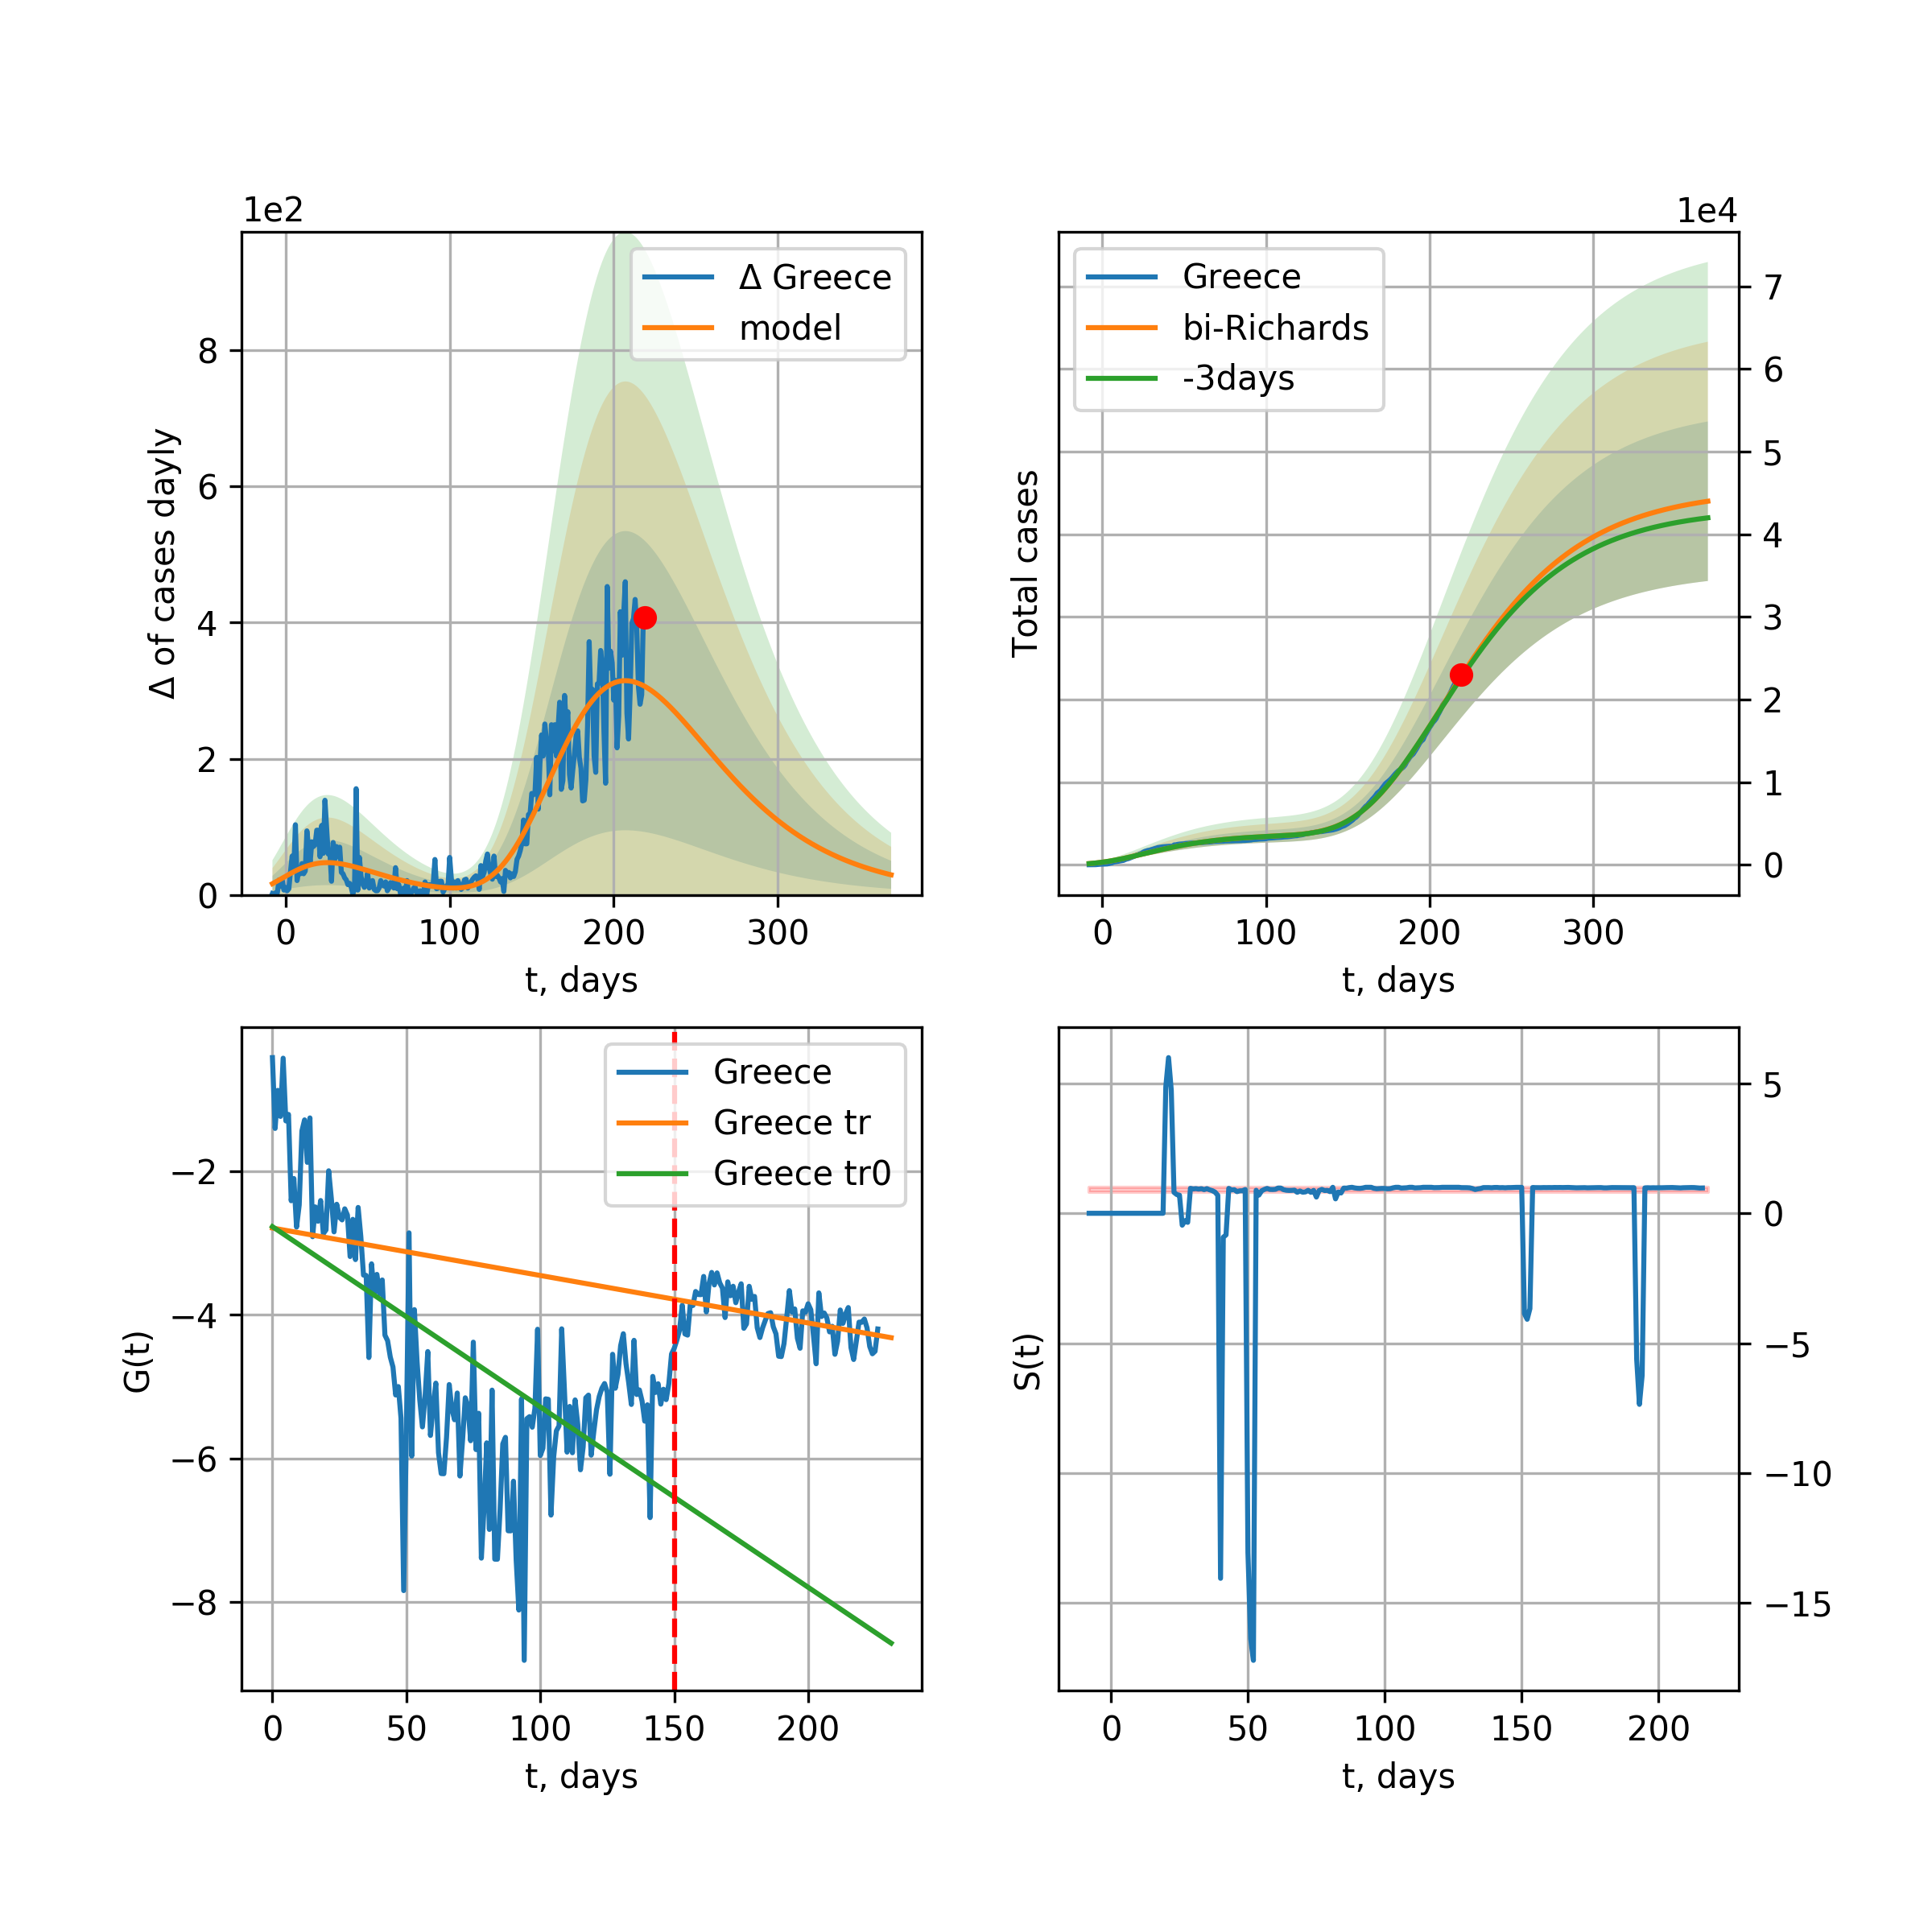 1e2
Δ Greece
model
8
6
4
2
0
Δ of cases dayly
0
100
200
300
t, days
1e4
Greece
bi-Richards
-3days
7
6
5
4
3
2
1
0
Total cases
0
100
200
300
t, days
Greece
Greece tr
Greece tr0
−2
−4
−6
−8
G(t)
0
50
100
150
200
t, days
5
0
−5
−10
−15
S(t)
0
50
100
150
200
t, days